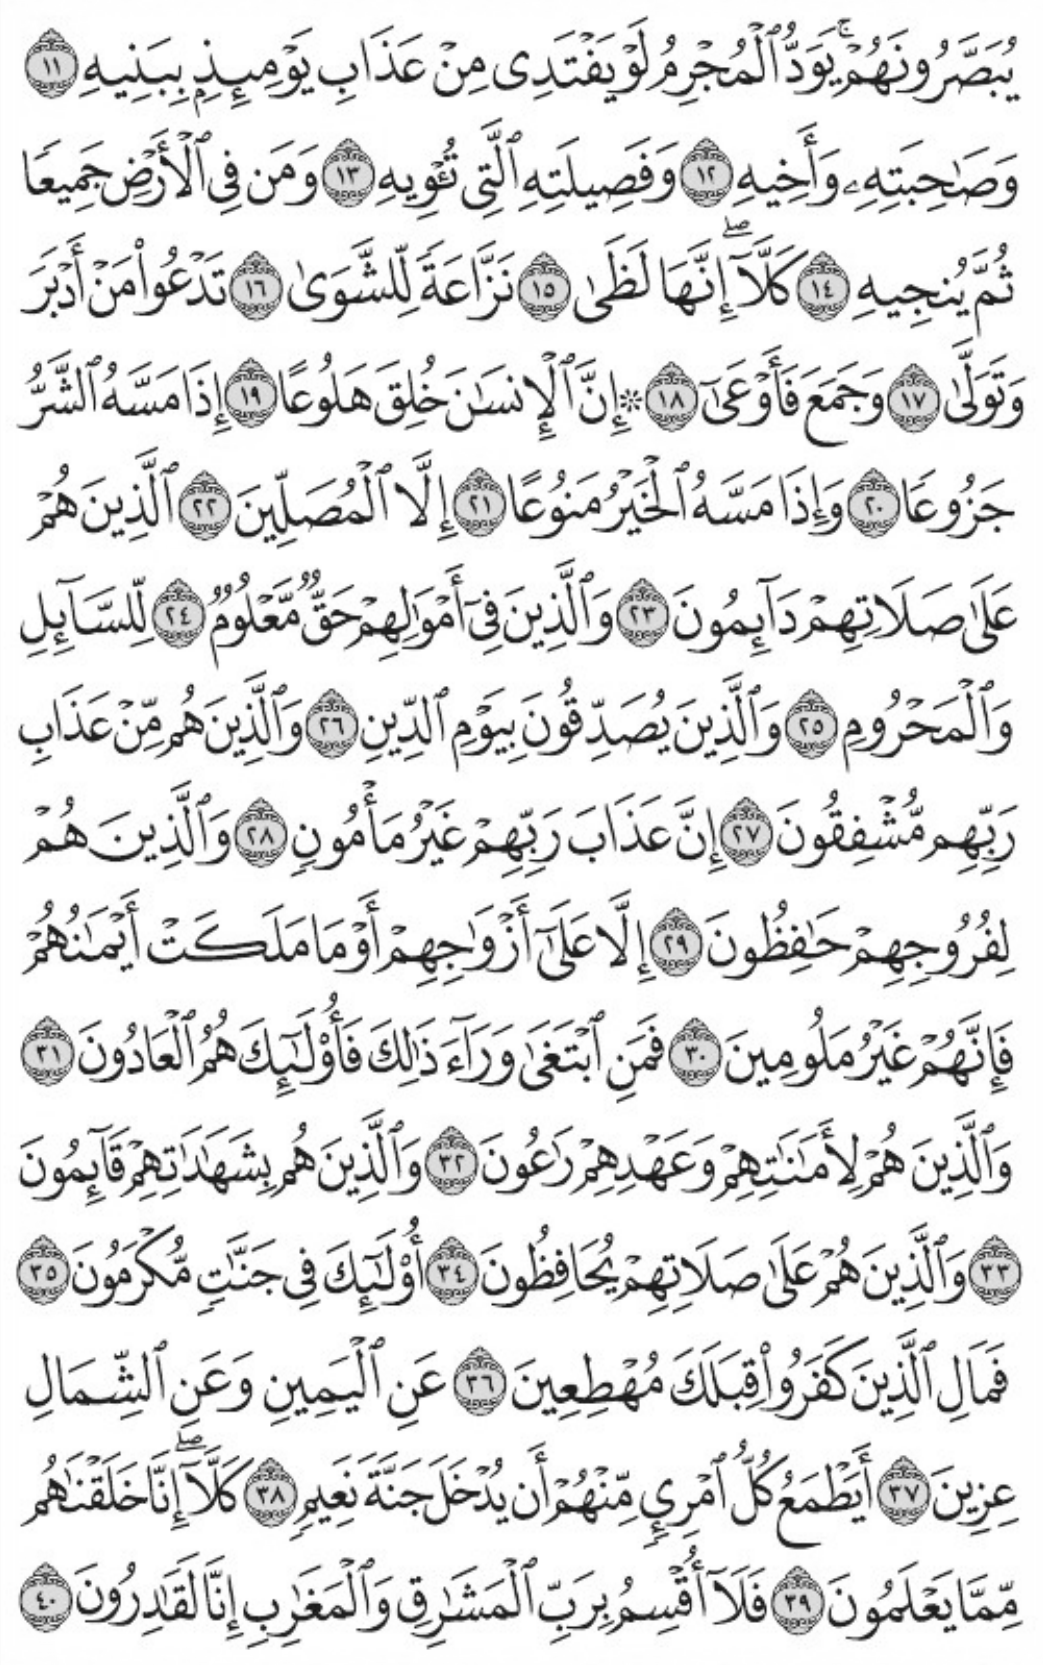 يُبَصَّرُونَهُمْۚ يَوَدُّ ٱلْمُجْرِمُ لَوْ يَفْتَدِى مِنْ عَذَابِ يَوْمِئِذٍۭ بِبَنِيهِ ١١
وَصَٰحِبَتِهِۦ وَأَخِيهِ ١٢ وَفَصِيلَتِهِ ٱلَّتِى تُـْٔوِيهِ ١٣ وَمَن فِى ٱلْأَرْضِ جَمِيعًا
ثُمَّ يُنجِيهِ ١٤ كَلَّآۖ إِنَّهَا لَظَىٰ ١٥ نَزَّاعَةً لِّلشَّوَىٰ ١٦ تَدْعُوا۟ مَنْ أَدْبَرَ
وَتَوَلَّىٰ ١٧ وَجَمَعَ فَأَوْعَىٰٓ ١٨ ۞ إِنَّ ٱلْإِنسَٰنَ خُلِقَ هَلُوعًا ١٩ إِذَا مَسَّهُ ٱلشَّرُّ
جَزُوعًا ٢٠ وَإِذَا مَسَّهُ ٱلْخَيْرُ مَنُوعًا ٢١ إِلَّا ٱلْمُصَلِّينَ ٢٢ ٱلَّذِينَ هُمْ
عَلَىٰ صَلَاتِهِمْ دَآئِمُونَ ٢٣ وَٱلَّذِينَ فِىٓ أَمْوَٰلِهِمْ حَقٌّ مَّعْلُومٌ ٢٤ لِّلسَّآئِلِ
وَٱلْمَحْرُومِ ٢٥ وَٱلَّذِينَ يُصَدِّقُونَ بِيَوْمِ ٱلدِّينِ ٢٦ وَٱلَّذِينَ هُم مِّنْ عَذَابِ
رَبِّهِم مُّشْفِقُونَ ٢٧ إِنَّ عَذَابَ رَبِّهِمْ غَيْرُ مَأْمُونٍ ٢٨ وَٱلَّذِينَ هُمْ
لِفُرُوجِهِمْ حَٰفِظُونَ ٢٩ إِلَّا عَلَىٰٓ أَزْوَٰجِهِمْ أَوْ مَا مَلَكَتْ أَيْمَٰنُهُمْ
فَإِنَّهُمْ غَيْرُ مَلُومِينَ ٣٠ فَمَنِ ٱبْتَغَىٰ وَرَآءَ ذَٰلِكَ فَأُو۟لَٰٓئِكَ هُمُ ٱلْعَادُونَ ٣١
وَٱلَّذِينَ هُمْ لِأَمَٰنَٰتِهِمْ وَعَهْدِهِمْ رَٰعُونَ ٣٢ وَٱلَّذِينَ هُم بِشَهَٰدَٰتِهِمْ قَآئِمُونَ
٣٣ وَٱلَّذِينَ هُمْ عَلَىٰ صَلَاتِهِمْ يُحَافِظُونَ ٣٤ أُو۟لَٰٓئِكَ فِى جَنَّٰتٍ مُّكْرَمُونَ ٣٥
فَمَالِ ٱلَّذِينَ كَفَرُوا۟ قِبَلَكَ مُهْطِعِينَ ٣٦ عَنِ ٱلْيَمِينِ وَعَنِ ٱلشِّمَالِ
عِزِينَ ٣٧ أَيَطْمَعُ كُلُّ ٱمْرِئٍ مِّنْهُمْ أَن يُدْخَلَ جَنَّةَ نَعِيمٍ ٣٨ كَلَّآۖ إِنَّا خَلَقْنَٰهُم
مِّمَّا يَعْلَمُونَ ٣٩ فَلَآ أُقْسِمُ بِرَبِّ ٱلْمَشَٰرِقِ وَٱلْمَغَٰرِبِ إِنَّا لَقَٰدِرُونَ ٤٠